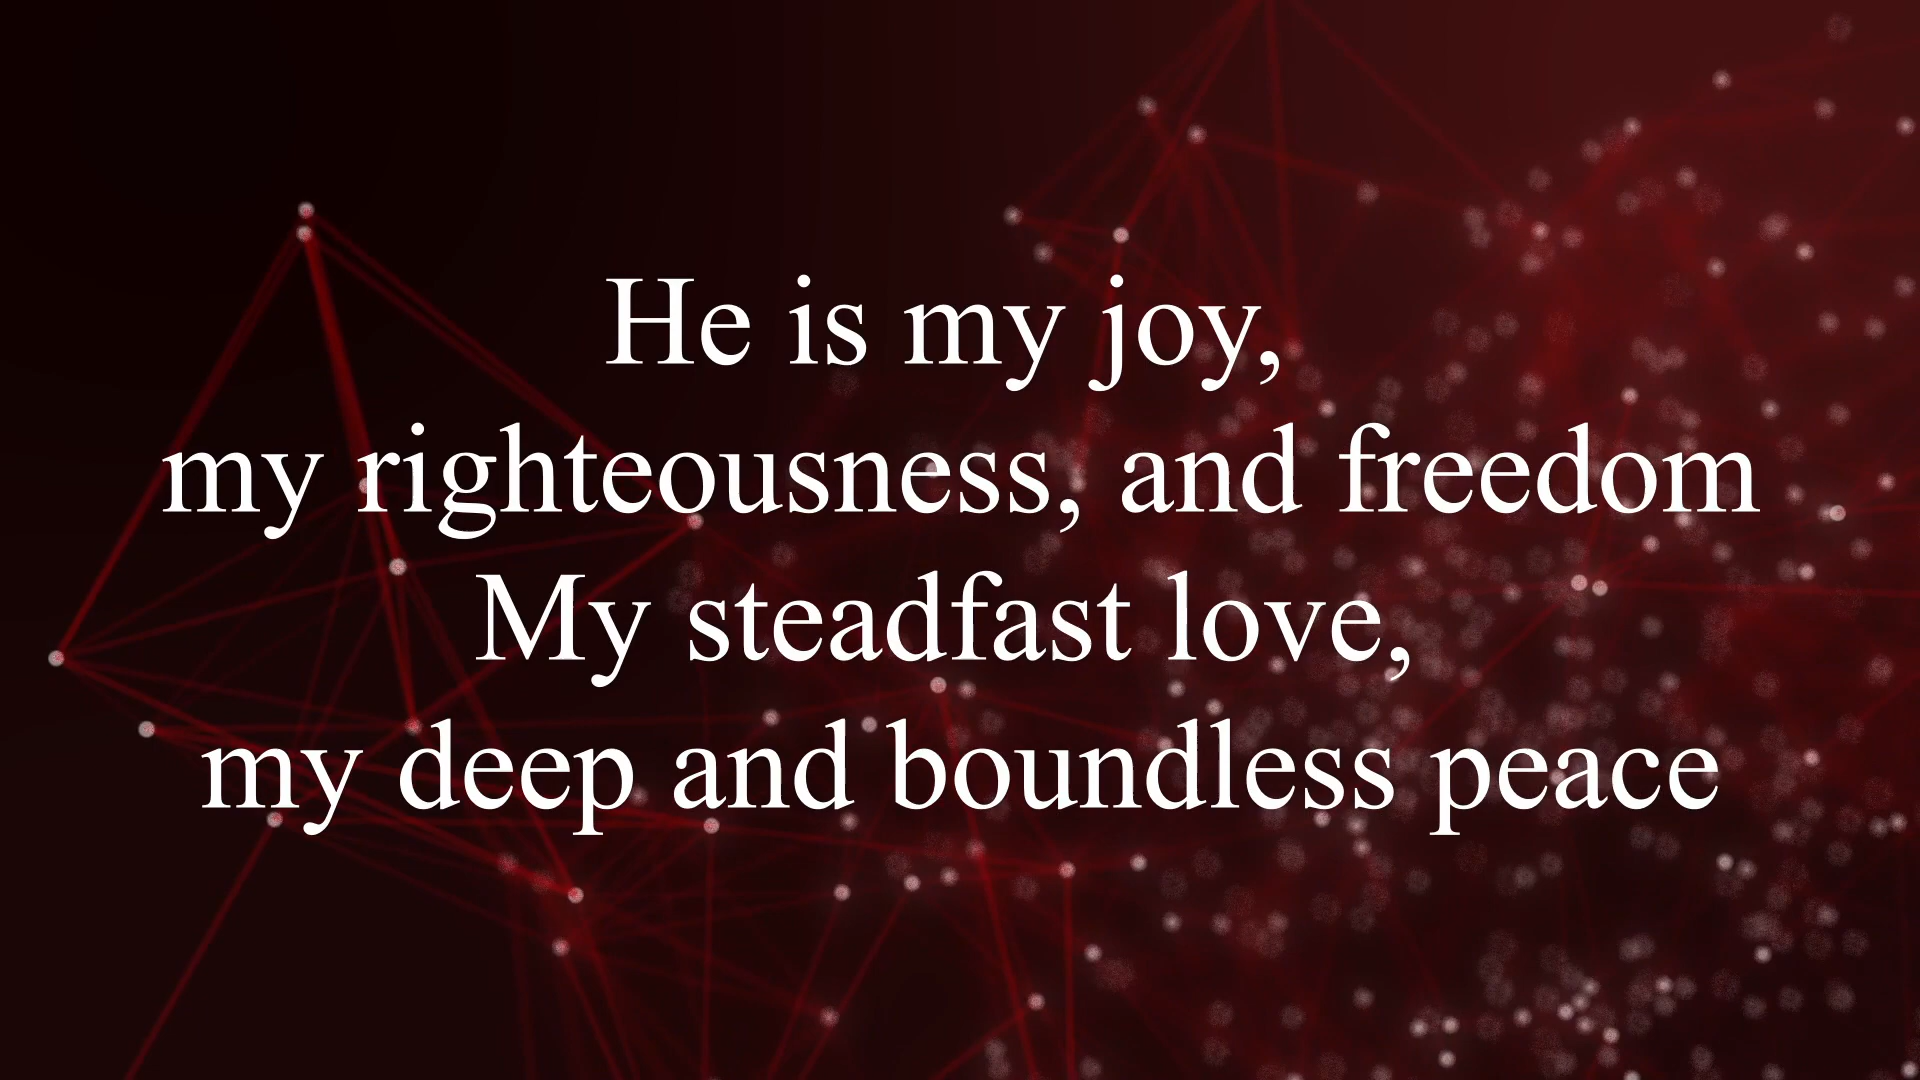 He is my joy,
my righteousness, and freedom
My steadfast love,
my deep and boundless peace